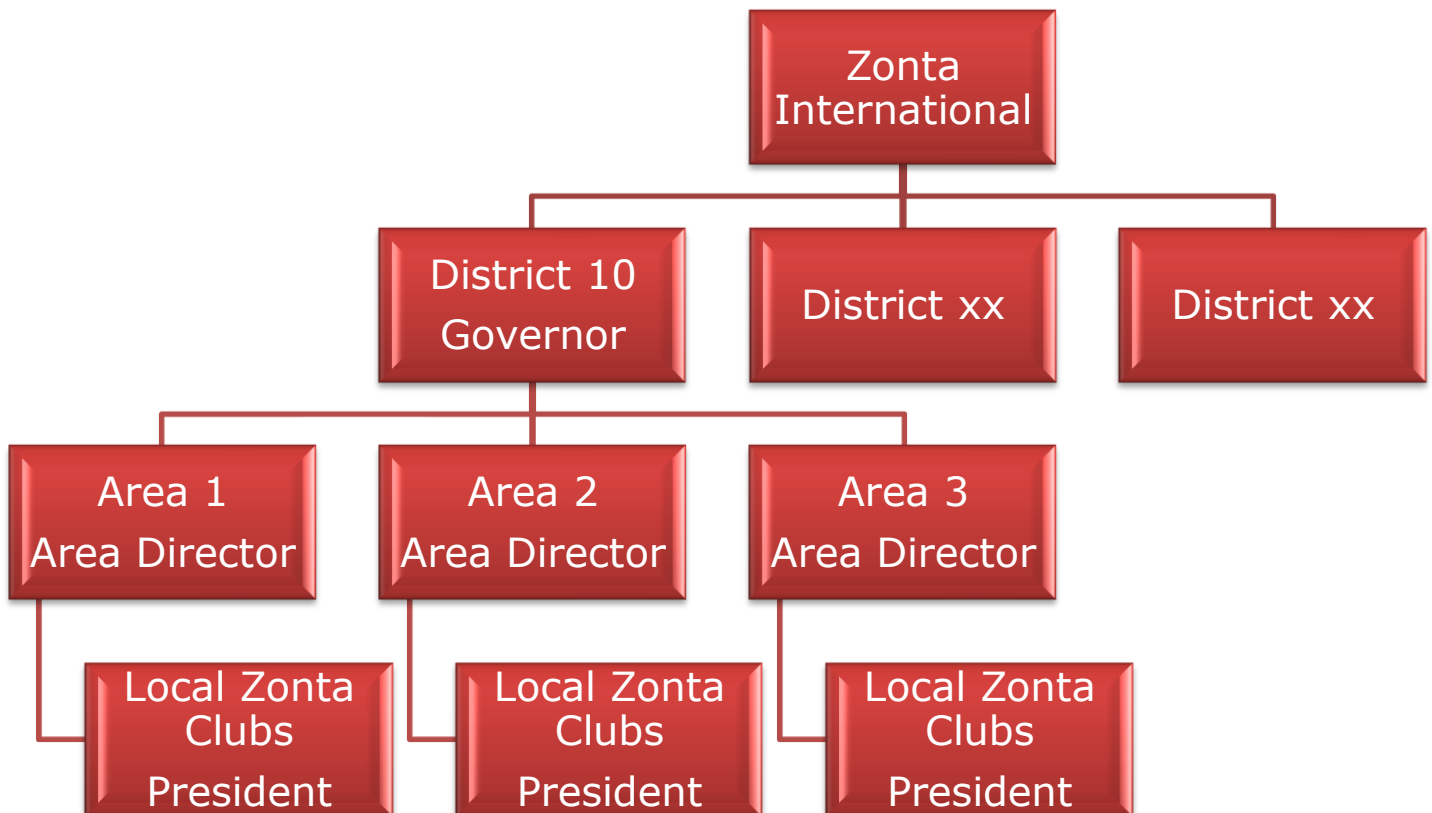 Zonta
International
District 10
Governor
District xx
District xx
Area 1
Area Director
Area 2
Area Director
Area 3
Area Director
Local Zonta
Clubs
President
Local Zonta
Clubs
President
Local Zonta
Clubs
President